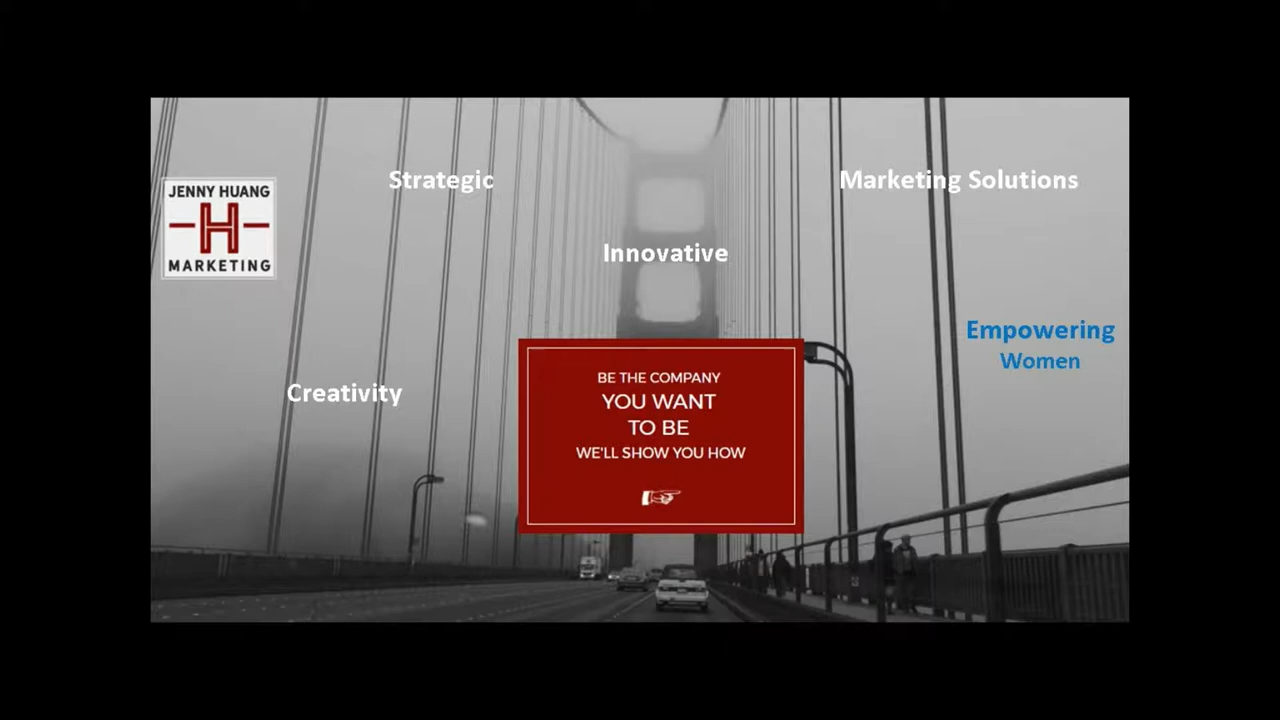 JENNY HUANG
H
MARKETING
Strategic
Marketing Solutions
Innovative
Empowering
Women
Creativity
BE THE COMPANY
YOU WANT
TO BE
WE'LL SHOW YOU HOW